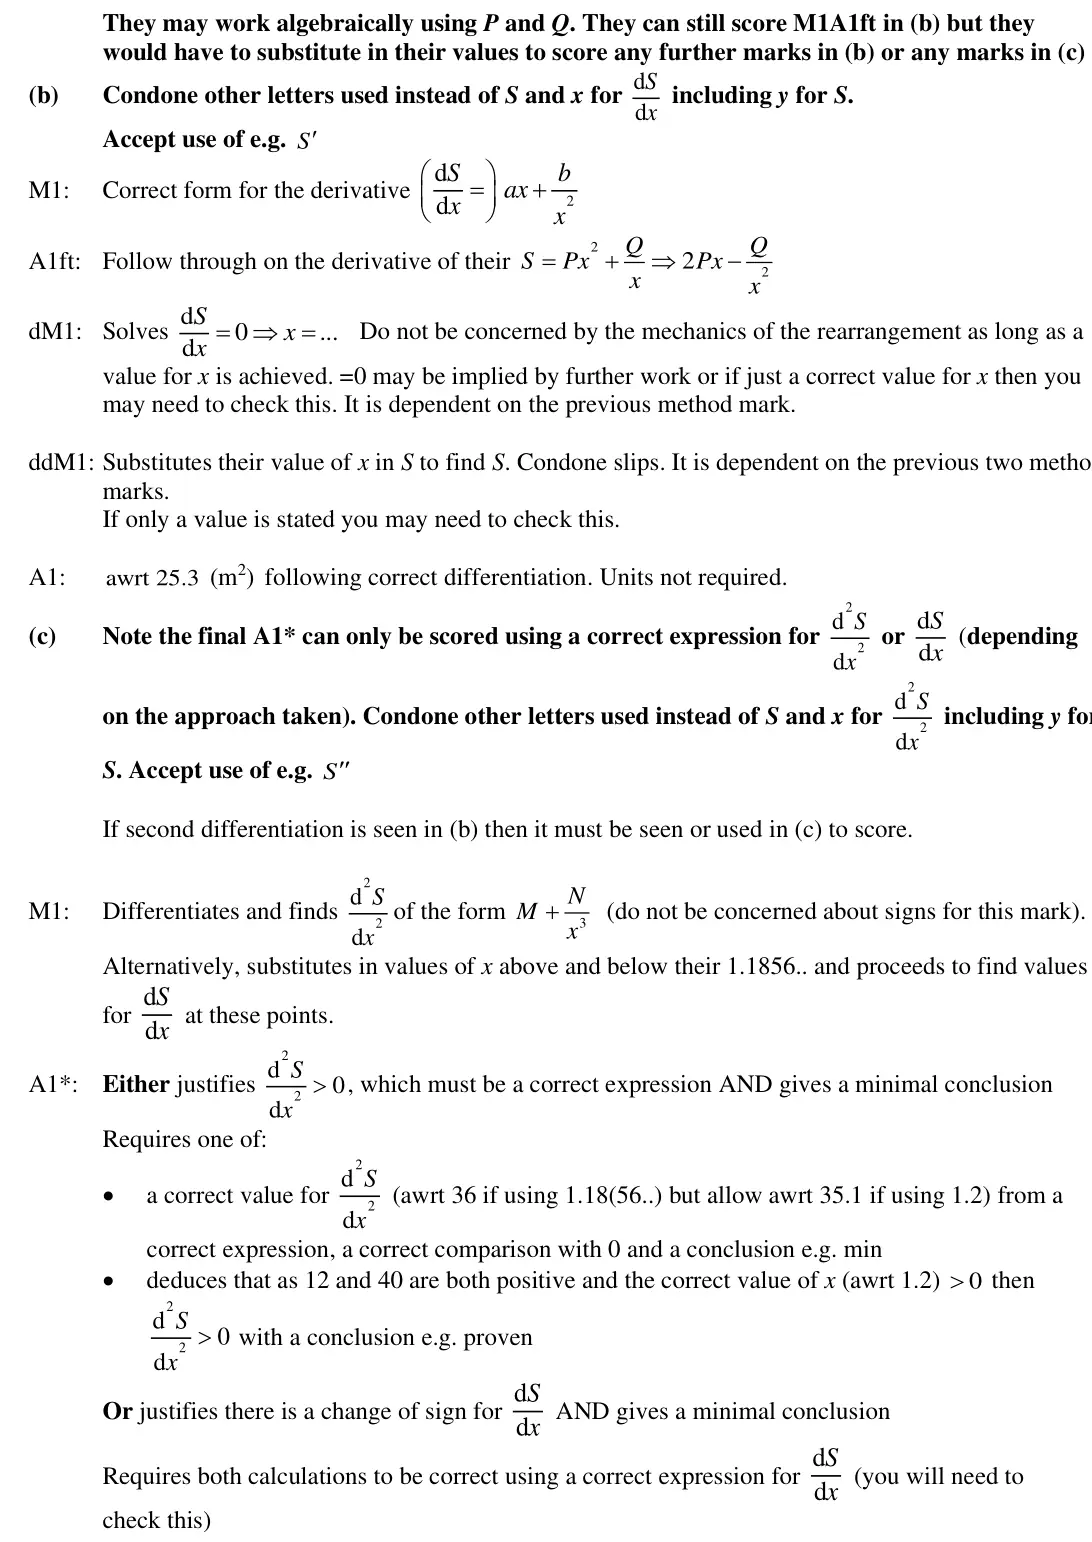 They may work algebraically using P and Q. They can still score M1A1ft in (b) but they
would have to substitute in their values to score any further marks in (b) or any marks in (c)
(b) Condone other letters used instead of S and x for dS/dx including y for S.
Accept use of e.g. S′
M1: Correct form for the derivative (dS/dx =) ax + b/x²
A1ft: Follow through on the derivative of their S = Px² + Q/x ⇒ 2Px − Q/x²
dM1: Solves dS/dx = 0 ⇒ x = ... Do not be concerned by the mechanics of the rearrangement as long as a
value for x is achieved. =0 may be implied by further work or if just a correct value for x then you
may need to check this. It is dependent on the previous method mark.
ddM1: Substitutes their value of x in S to find S. Condone slips. It is dependent on the previous two metho
marks.
If only a value is stated you may need to check this.
A1: awrt 25.3 (m²) following correct differentiation. Units not required.
(c) Note the final A1* can only be scored using a correct expression for d²S/dx² or dS/dx (depending
on the approach taken). Condone other letters used instead of S and x for d²S/dx² including y for
S. Accept use of e.g. S″
If second differentiation is seen in (b) then it must be seen or used in (c) to score.
M1: Differentiates and finds d²S/dx² of the form M + N/x³ (do not be concerned about signs for this mark).
Alternatively, substitutes in values of x above and below their 1.1856.. and proceeds to find values
for dS/dx at these points.
A1*: Either justifies d²S/dx² > 0, which must be a correct expression AND gives a minimal conclusion
Requires one of:
• a correct value for d²S/dx² (awrt 36 if using 1.18(56..) but allow awrt 35.1 if using 1.2) from a
correct expression, a correct comparison with 0 and a conclusion e.g. min
• deduces that as 12 and 40 are both positive and the correct value of x (awrt 1.2) > 0 then
d²S/dx² > 0 with a conclusion e.g. proven
Or justifies there is a change of sign for dS/dx AND gives a minimal conclusion
Requires both calculations to be correct using a correct expression for dS/dx (you will need to
check this)